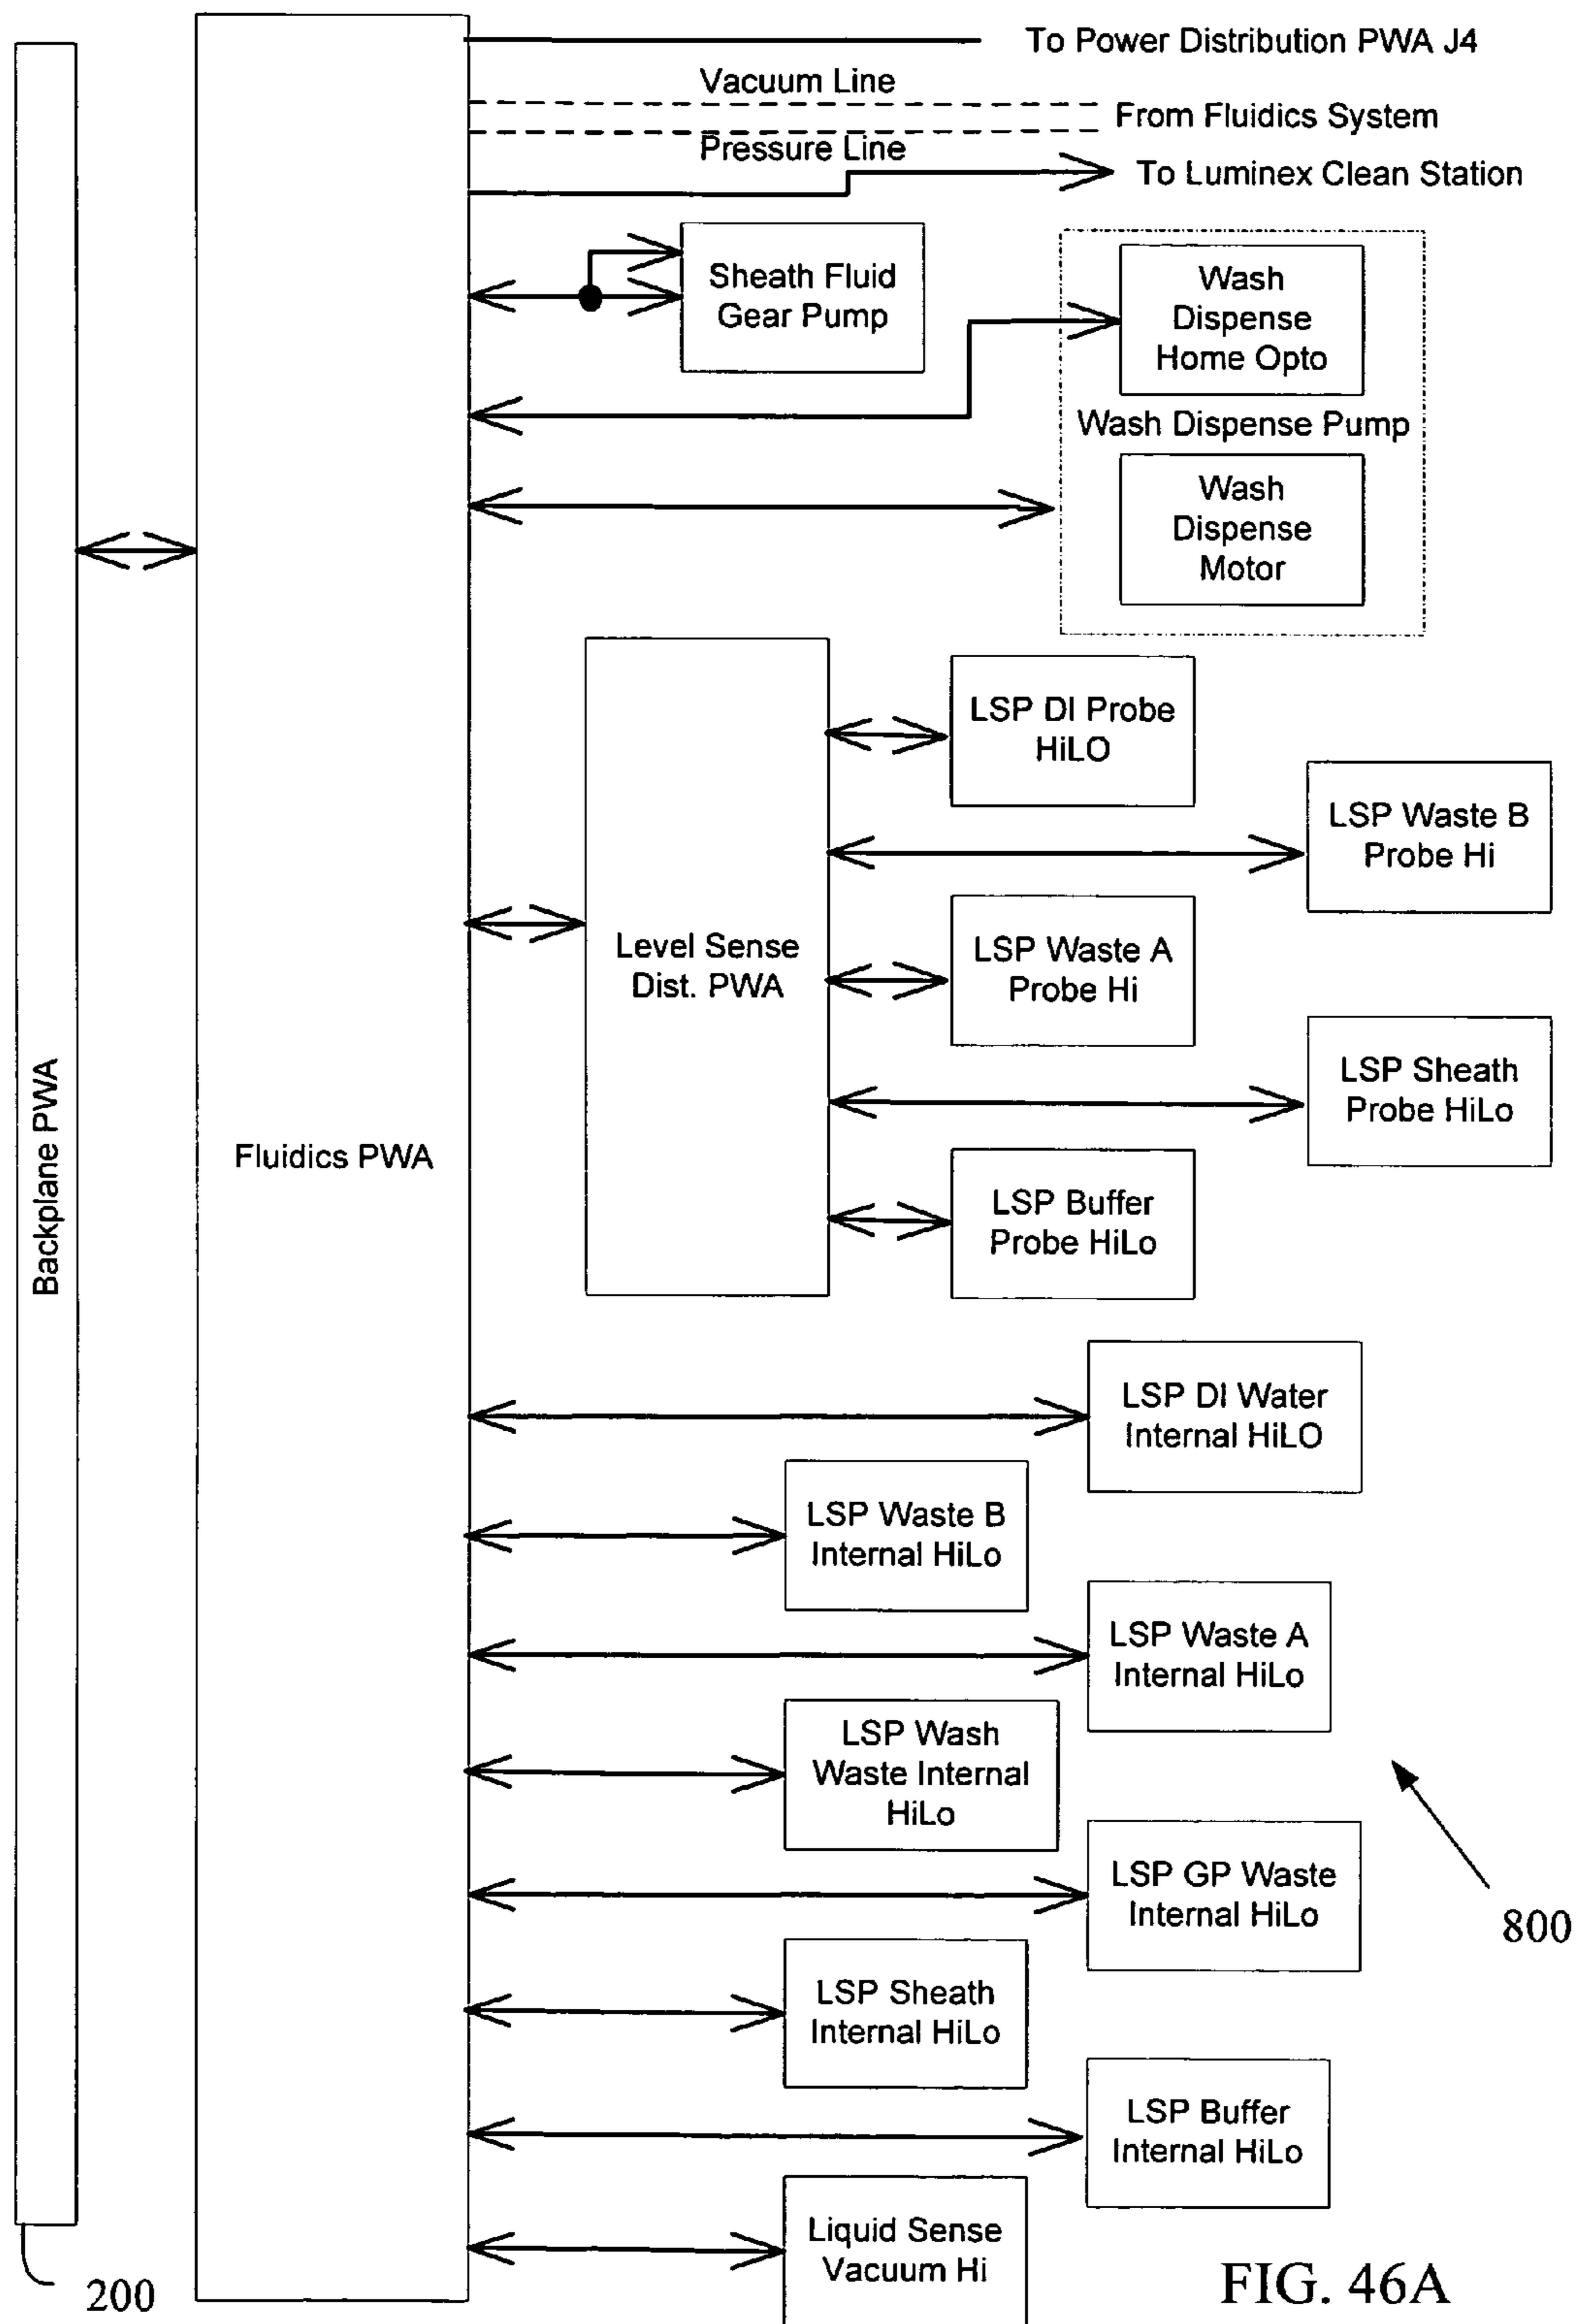 To Power Distribution PWA J4
Vacuum Line
From Fluidics System
Pressure Line
To Luminex Clean Station
Sheath Fluid
Gear Pump
Wash
Dispense
Home Opto
Wash Dispense Pump
Wash
Dispense
Motor
LSP DI Probe
HiLO
LSP Waste B
Probe Hi
Level Sense
Dist. PWA
LSP Waste A
Probe Hi
LSP Sheath
Probe HiLo
Backplane PWA
Fluidics PWA
LSP Buffer
Probe HiLo
LSP DI Water
Internal HiLO
LSP Waste B
Internal HiLo
LSP Waste A
Internal HiLo
LSP Wash
Waste Internal
HiLo
LSP GP Waste
Internal HiLo
800
LSP Sheath
Internal HiLo
LSP Buffer
Internal HiLo
Liquid Sense
Vacuum Hi
200
FIG. 46A